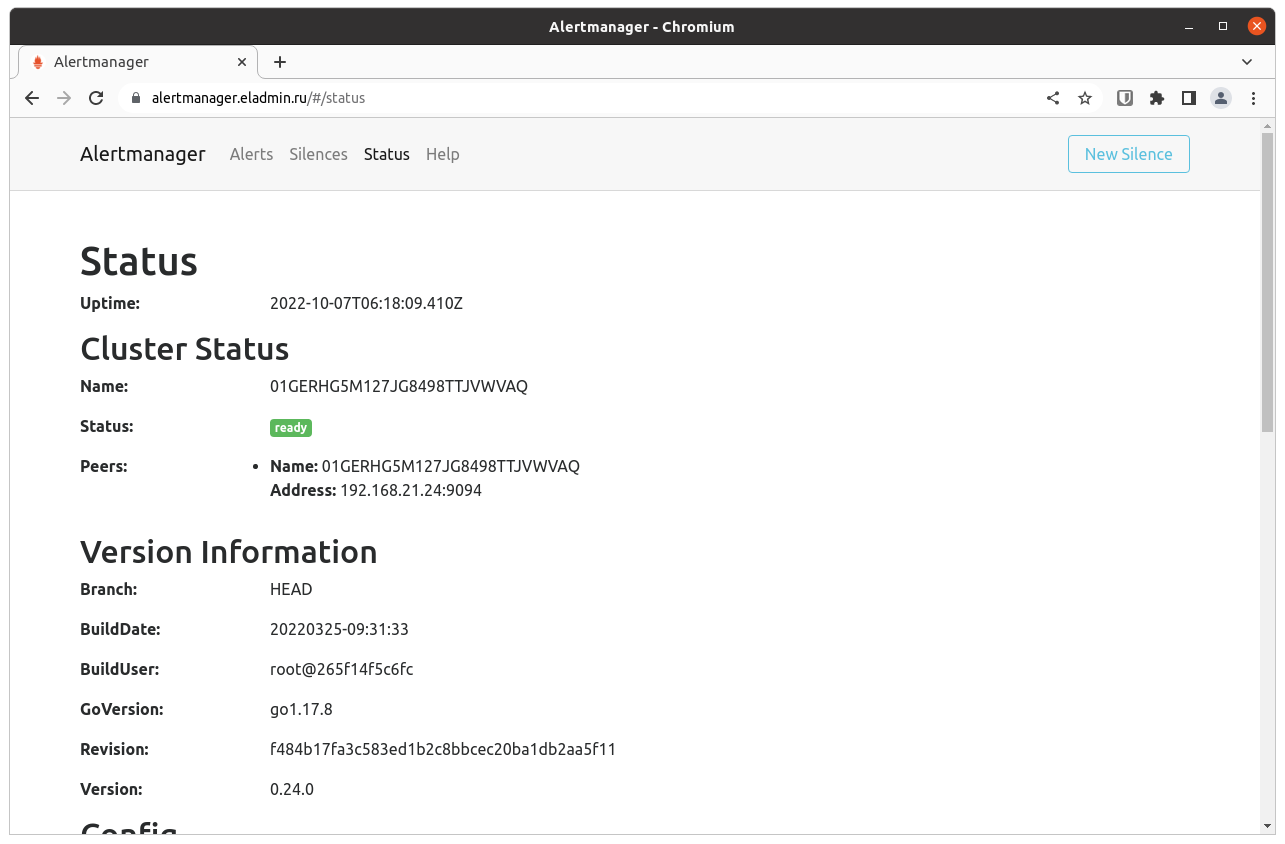 Alertmanager - Chromium
Alertmanager
alertmanager.eladmin.ru/#/status
Alertmanager Alerts Silences Status Help New Silence
Status
Uptime: 2022-10-07T06:18:09.410Z
Cluster Status
Name: 01GERHG5M127JG8498TTJVWVAQ
Status: ready
Peers: • Name: 01GERHG5M127JG8498TTJVWVAQ
Address: 192.168.21.24:9094
Version Information
Branch: HEAD
BuildDate: 20220325-09:31:33
BuildUser: root@265f14f5c6fc
GoVersion: go1.17.8
Revision: f484b17fa3c583ed1b2c8bbcec20ba1db2aa5f11
Version: 0.24.0
Config